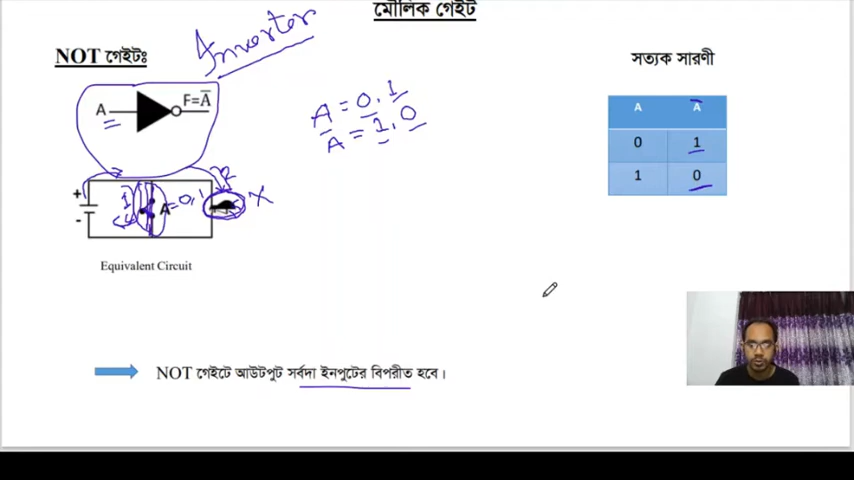 মৌলিক গেইট
Inverter
NOT গেইটঃ
সত্যক সারণী
A F=A̅
A = 0, 1
A̅ = 1, 0
A A̅
0 1
1 0
+
-
1 A=0,1 X
Equivalent Circuit
NOT গেইটে আউটপুট সর্বদা ইনপুটের বিপরীত হবে।